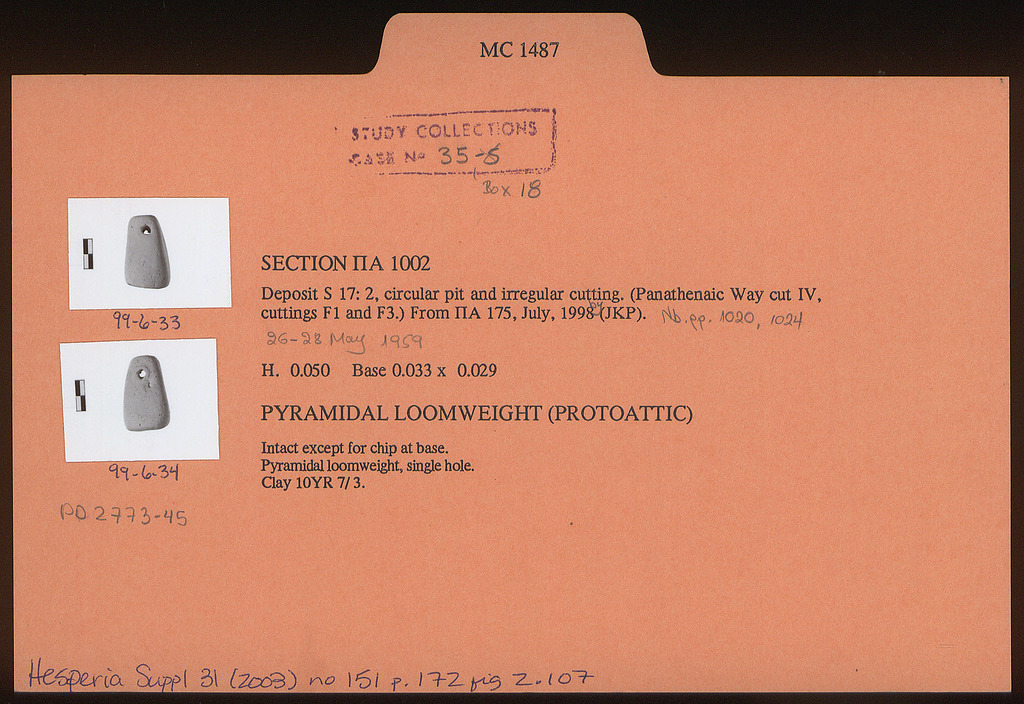 MC 1487
STUDY COLLECTIONS
CASE No 35-5
Box 18
SECTION ΠΑ 1002
Deposit S 17: 2, circular pit and irregular cutting. (Panathenaic Way cut IV,
cuttings F1 and F3.) From ΠΑ 175, July, 1998 by (JKP). Nb. pp. 1020, 1024
26-28 May 1959
H. 0.050 Base 0.033 x 0.029
PYRAMIDAL LOOMWEIGHT (PROTOATTIC)
Intact except for chip at base.
Pyramidal loomweight, single hole.
Clay 10YR 7/ 3.
99-6-33
99-6-34
PD 2773-45
Hesperia Suppl 31 (2003) no 151 p. 172 fig 2.107